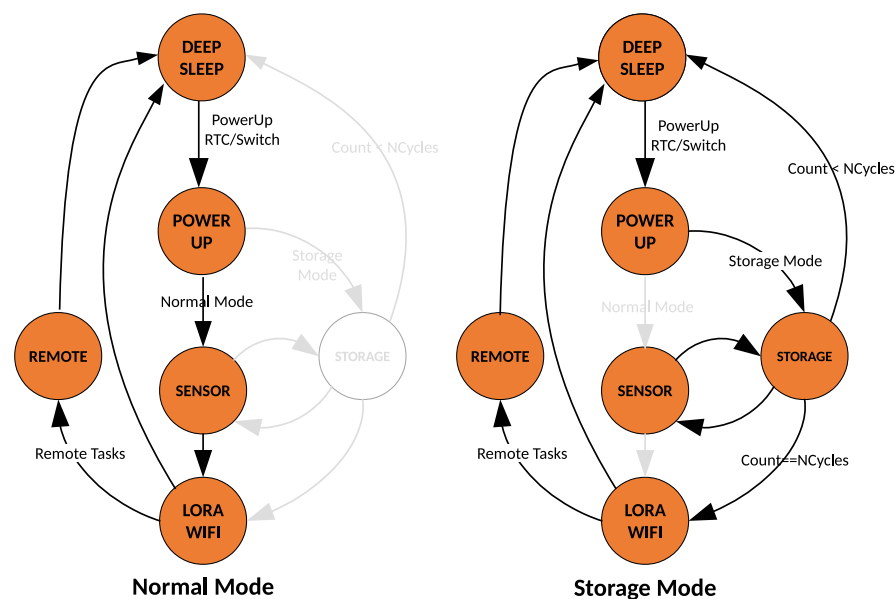 DEEP
SLEEP
PowerUp
RTC/Switch
Count < NCycles
POWER
UP
Storage
Mode
Normal Mode
REMOTE
STORAGE
SENSOR
Remote Tasks
LORA
WIFI
Normal Mode
DEEP
SLEEP
PowerUp
RTC/Switch
Count < NCycles
POWER
UP
Storage Mode
Normal Mode
REMOTE
STORAGE
SENSOR
Remote Tasks
Count==NCycles
LORA
WIFI
Storage Mode